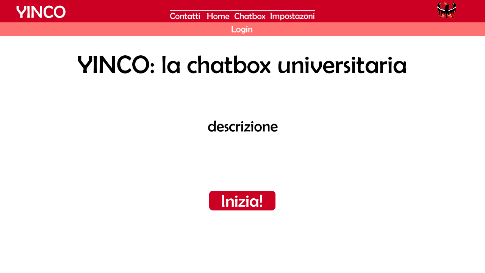 YINCO
Contatti Home Chatbox Impostazoni
Login
YINCO: la chatbox universitaria
descrizione
Inizia!